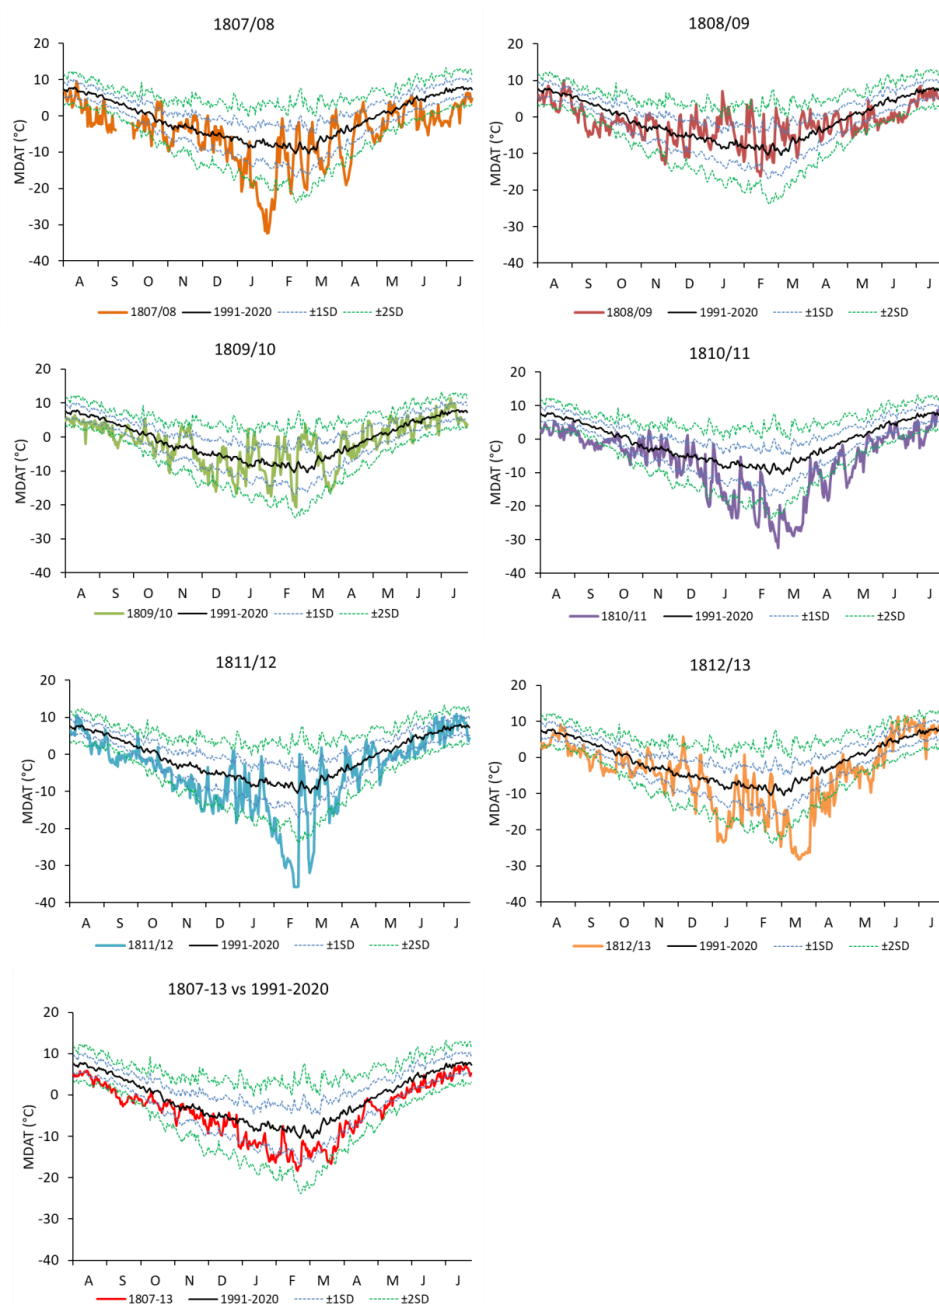 1807/08
20
10
0
-10
-20
-30
-40
MDAT (°C)
A S O N D J F M A M J J
1807/08 1991-2020 ±1SD ±2SD
1808/09
20
10
0
-10
-20
-30
-40
MDAT (°C)
A S O N D J F M A M J J
1808/09 1991-2020 ±1SD ±2SD
1809/10
20
10
0
-10
-20
-30
-40
MDAT (°C)
A S O N D J F M A M J J
1809/10 1991-2020 ±1SD ±2SD
1810/11
20
10
0
-10
-20
-30
-40
MDAT (°C)
A S O N D J F M A M J J
1810/11 1991-2020 ±1SD ±2SD
1811/12
20
10
0
-10
-20
-30
-40
MDAT (°C)
A S O N D J F M A M J J
1811/12 1991-2020 ±1SD ±2SD
1812/13
20
10
0
-10
-20
-30
-40
MDAT (°C)
A S O N D J F M A M J J
1812/13 1991-2020 ±1SD ±2SD
1807-13 vs 1991-2020
20
10
0
-10
-20
-30
-40
MDAT (°C)
A S O N D J F M A M J J
1807-13 1991-2020 ±1SD ±2SD